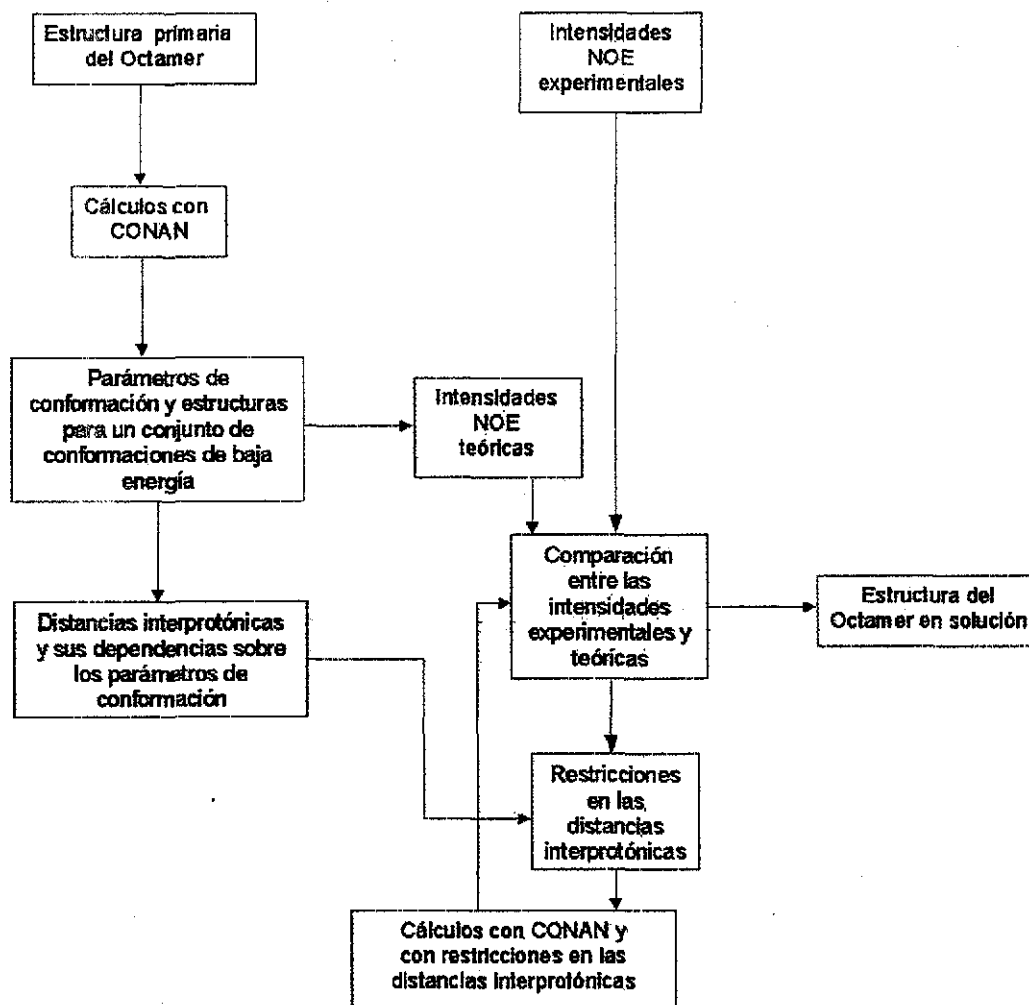 Estructura primaria
del Octamer
Intensidades
NOE
experimentales
Cálculos con
CONAN
Parámetros de
conformación y estructuras
para un conjunto de
conformaciones de baja
energía
Intensidades
NOE
teóricas
Comparación
entre las
intensidades
experimentales y
teóricas
Estructura del
Octamer en solución
Distancias interprotónicas
y sus dependencias sobre
los parámetros de
conformación
Restricciones
en las
distancias
interprotónicas
Cálculos con CONAN y
con restricciones en las
distancias interprotónicas